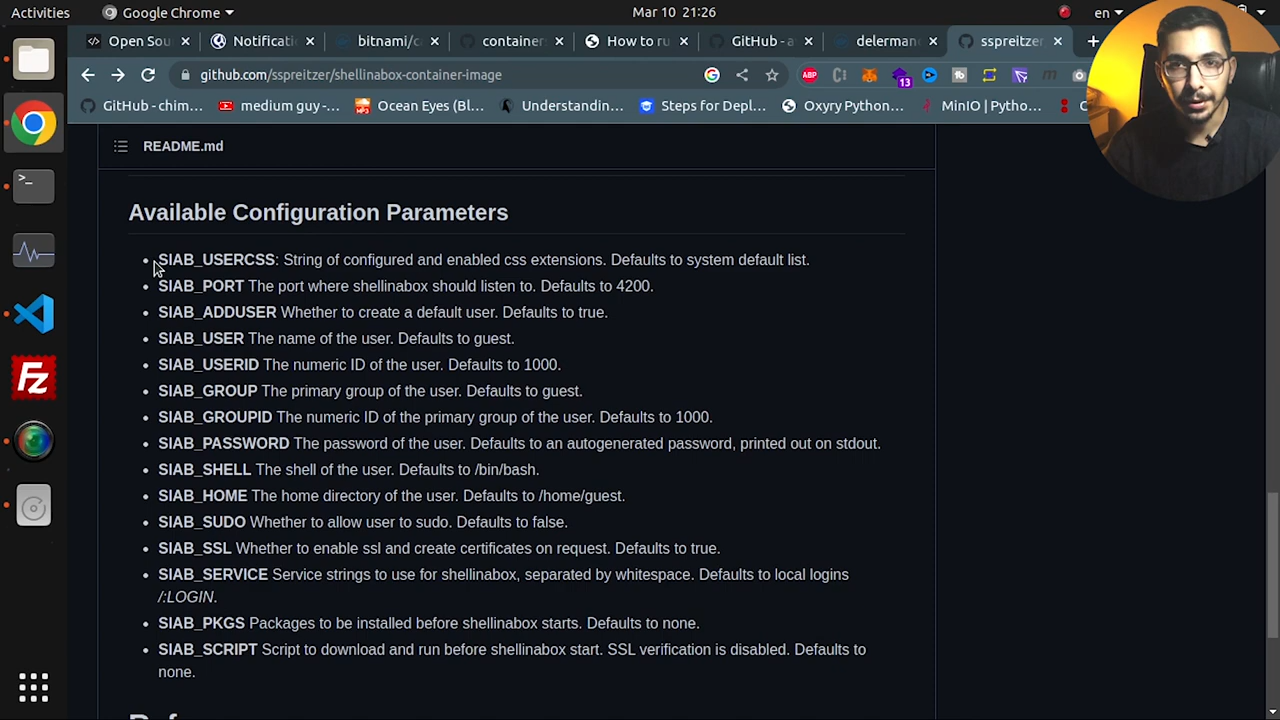 Activities
Google Chrome
Mar 10 21:26
en
Open Sou
Notificati
bitnami/c
container
How to ru
GitHub - a
delerman
sspreitzer
github.com/sspreitzer/shellinabox-container-image
ABP
13
GitHub - chim...
medium guy -...
Ocean Eyes (Bl...
Understandin...
Steps for Depl...
Oxyry Python...
MinIO | Pytho...
README.md
Available Configuration Parameters
• SIAB_USERCSS: String of configured and enabled css extensions. Defaults to system default list.
• SIAB_PORT The port where shellinabox should listen to. Defaults to 4200.
• SIAB_ADDUSER Whether to create a default user. Defaults to true.
• SIAB_USER The name of the user. Defaults to guest.
• SIAB_USERID The numeric ID of the user. Defaults to 1000.
• SIAB_GROUP The primary group of the user. Defaults to guest.
• SIAB_GROUPID The numeric ID of the primary group of the user. Defaults to 1000.
• SIAB_PASSWORD The password of the user. Defaults to an autogenerated password, printed out on stdout.
• SIAB_SHELL The shell of the user. Defaults to /bin/bash.
• SIAB_HOME The home directory of the user. Defaults to /home/guest.
• SIAB_SUDO Whether to allow user to sudo. Defaults to false.
• SIAB_SSL Whether to enable ssl and create certificates on request. Defaults to true.
• SIAB_SERVICE Service strings to use for shellinabox, separated by whitespace. Defaults to local logins
/:LOGIN.
• SIAB_PKGS Packages to be installed before shellinabox starts. Defaults to none.
• SIAB_SCRIPT Script to download and run before shellinabox start. SSL verification is disabled. Defaults to
none.